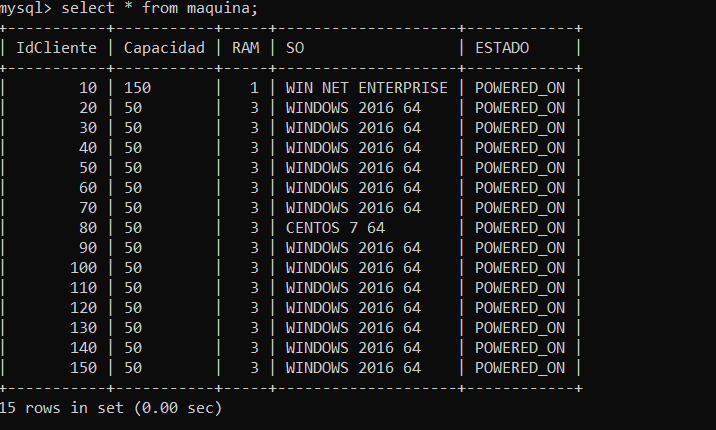 mysql> select * from maquina;
+-----------+-----------+-----+--------------------+------------+
| IdCliente | Capacidad | RAM | SO                 | ESTADO     |
+-----------+-----------+-----+--------------------+------------+
|        10 | 150       |   1 | WIN NET ENTERPRISE | POWERED_ON |
|        20 | 50        |   3 | WINDOWS 2016 64    | POWERED_ON |
|        30 | 50        |   3 | WINDOWS 2016 64    | POWERED_ON |
|        40 | 50        |   3 | WINDOWS 2016 64    | POWERED_ON |
|        50 | 50        |   3 | WINDOWS 2016 64    | POWERED_ON |
|        60 | 50        |   3 | WINDOWS 2016 64    | POWERED_ON |
|        70 | 50        |   3 | WINDOWS 2016 64    | POWERED_ON |
|        80 | 50        |   3 | CENTOS 7 64        | POWERED_ON |
|        90 | 50        |   3 | WINDOWS 2016 64    | POWERED_ON |
|       100 | 50        |   3 | WINDOWS 2016 64    | POWERED_ON |
|       110 | 50        |   3 | WINDOWS 2016 64    | POWERED_ON |
|       120 | 50        |   3 | WINDOWS 2016 64    | POWERED_ON |
|       130 | 50        |   3 | WINDOWS 2016 64    | POWERED_ON |
|       140 | 50        |   3 | WINDOWS 2016 64    | POWERED_ON |
|       150 | 50        |   3 | WINDOWS 2016 64    | POWERED_ON |
+-----------+-----------+-----+--------------------+------------+
15 rows in set (0.00 sec)